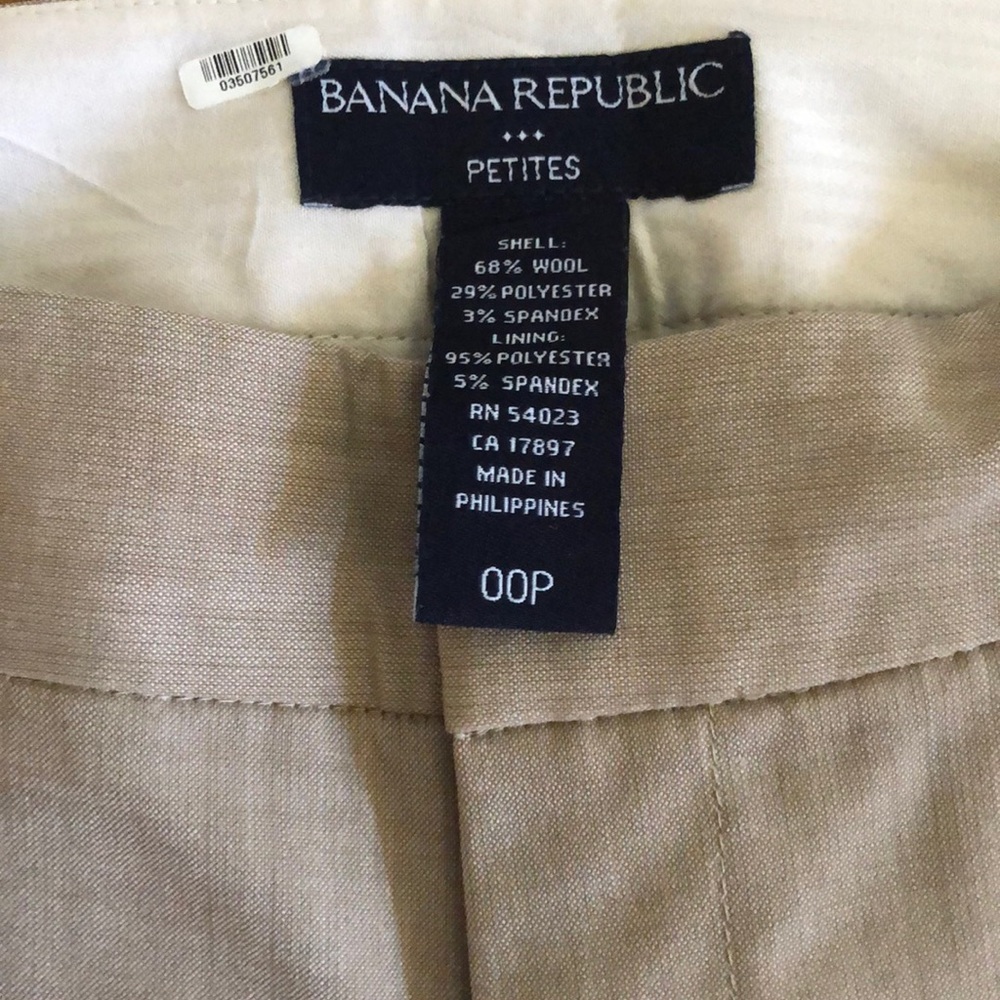 03507561
BANANA REPUBLIC
PETITES
SHELL:
68% WOOL
29% POLYESTER
3% SPANDEX
LINING:
95% POLYESTER
5% SPANDEX
RN 54023
CA 17897
MADE IN
PHILIPPINES
00P